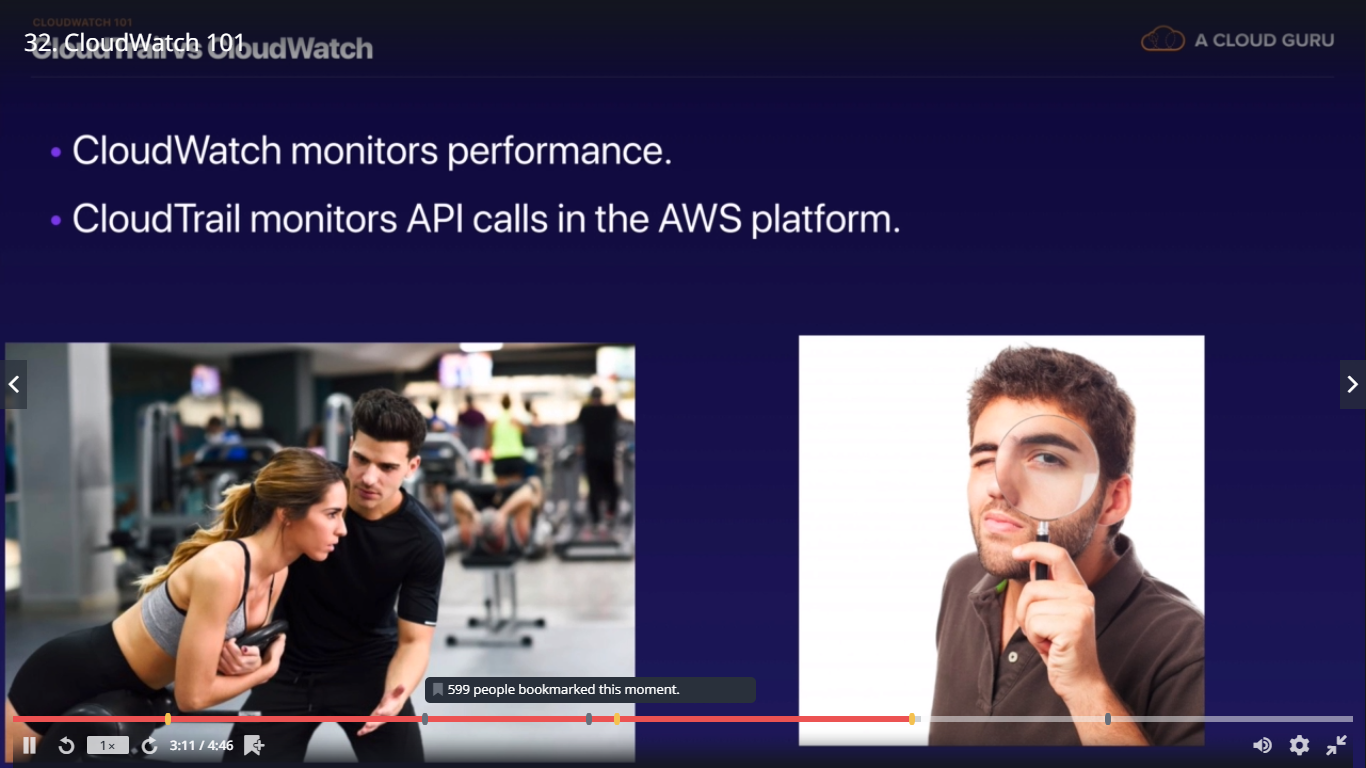 CLOUDWATCH 101
32. CloudWatch 101
CloudTrail vs CloudWatch
A CLOUD GURU
• CloudWatch monitors performance.
• CloudTrail monitors API calls in the AWS platform.
599 people bookmarked this moment.
1×
3:11 / 4:46